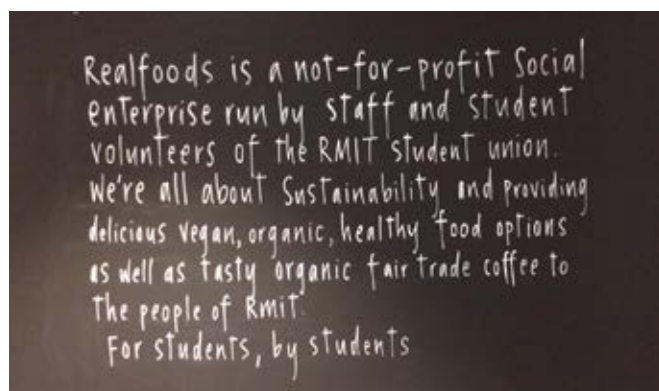 Realfoods is a not-for-profit Social
enterprise run by staff and student
volunteers of the RMIT student union.
We're all about Sustainability and providing
delicious vegan, organic, healthy food options
as well as tasty organic fair trade coffee to
the people of Rmit.
For students, by students